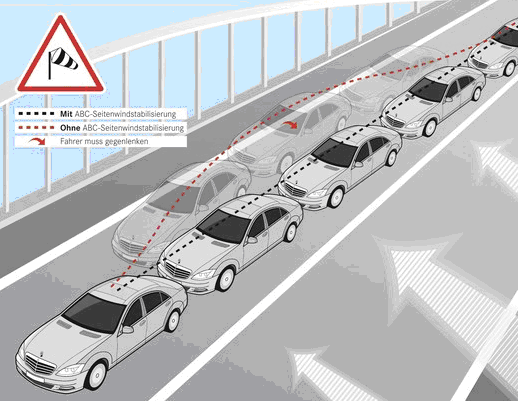 Mit ABC-Seitenwindstabilisierung
Ohne ABC-Seitenwindstabilisierung
Fahrer muss gegenlenken